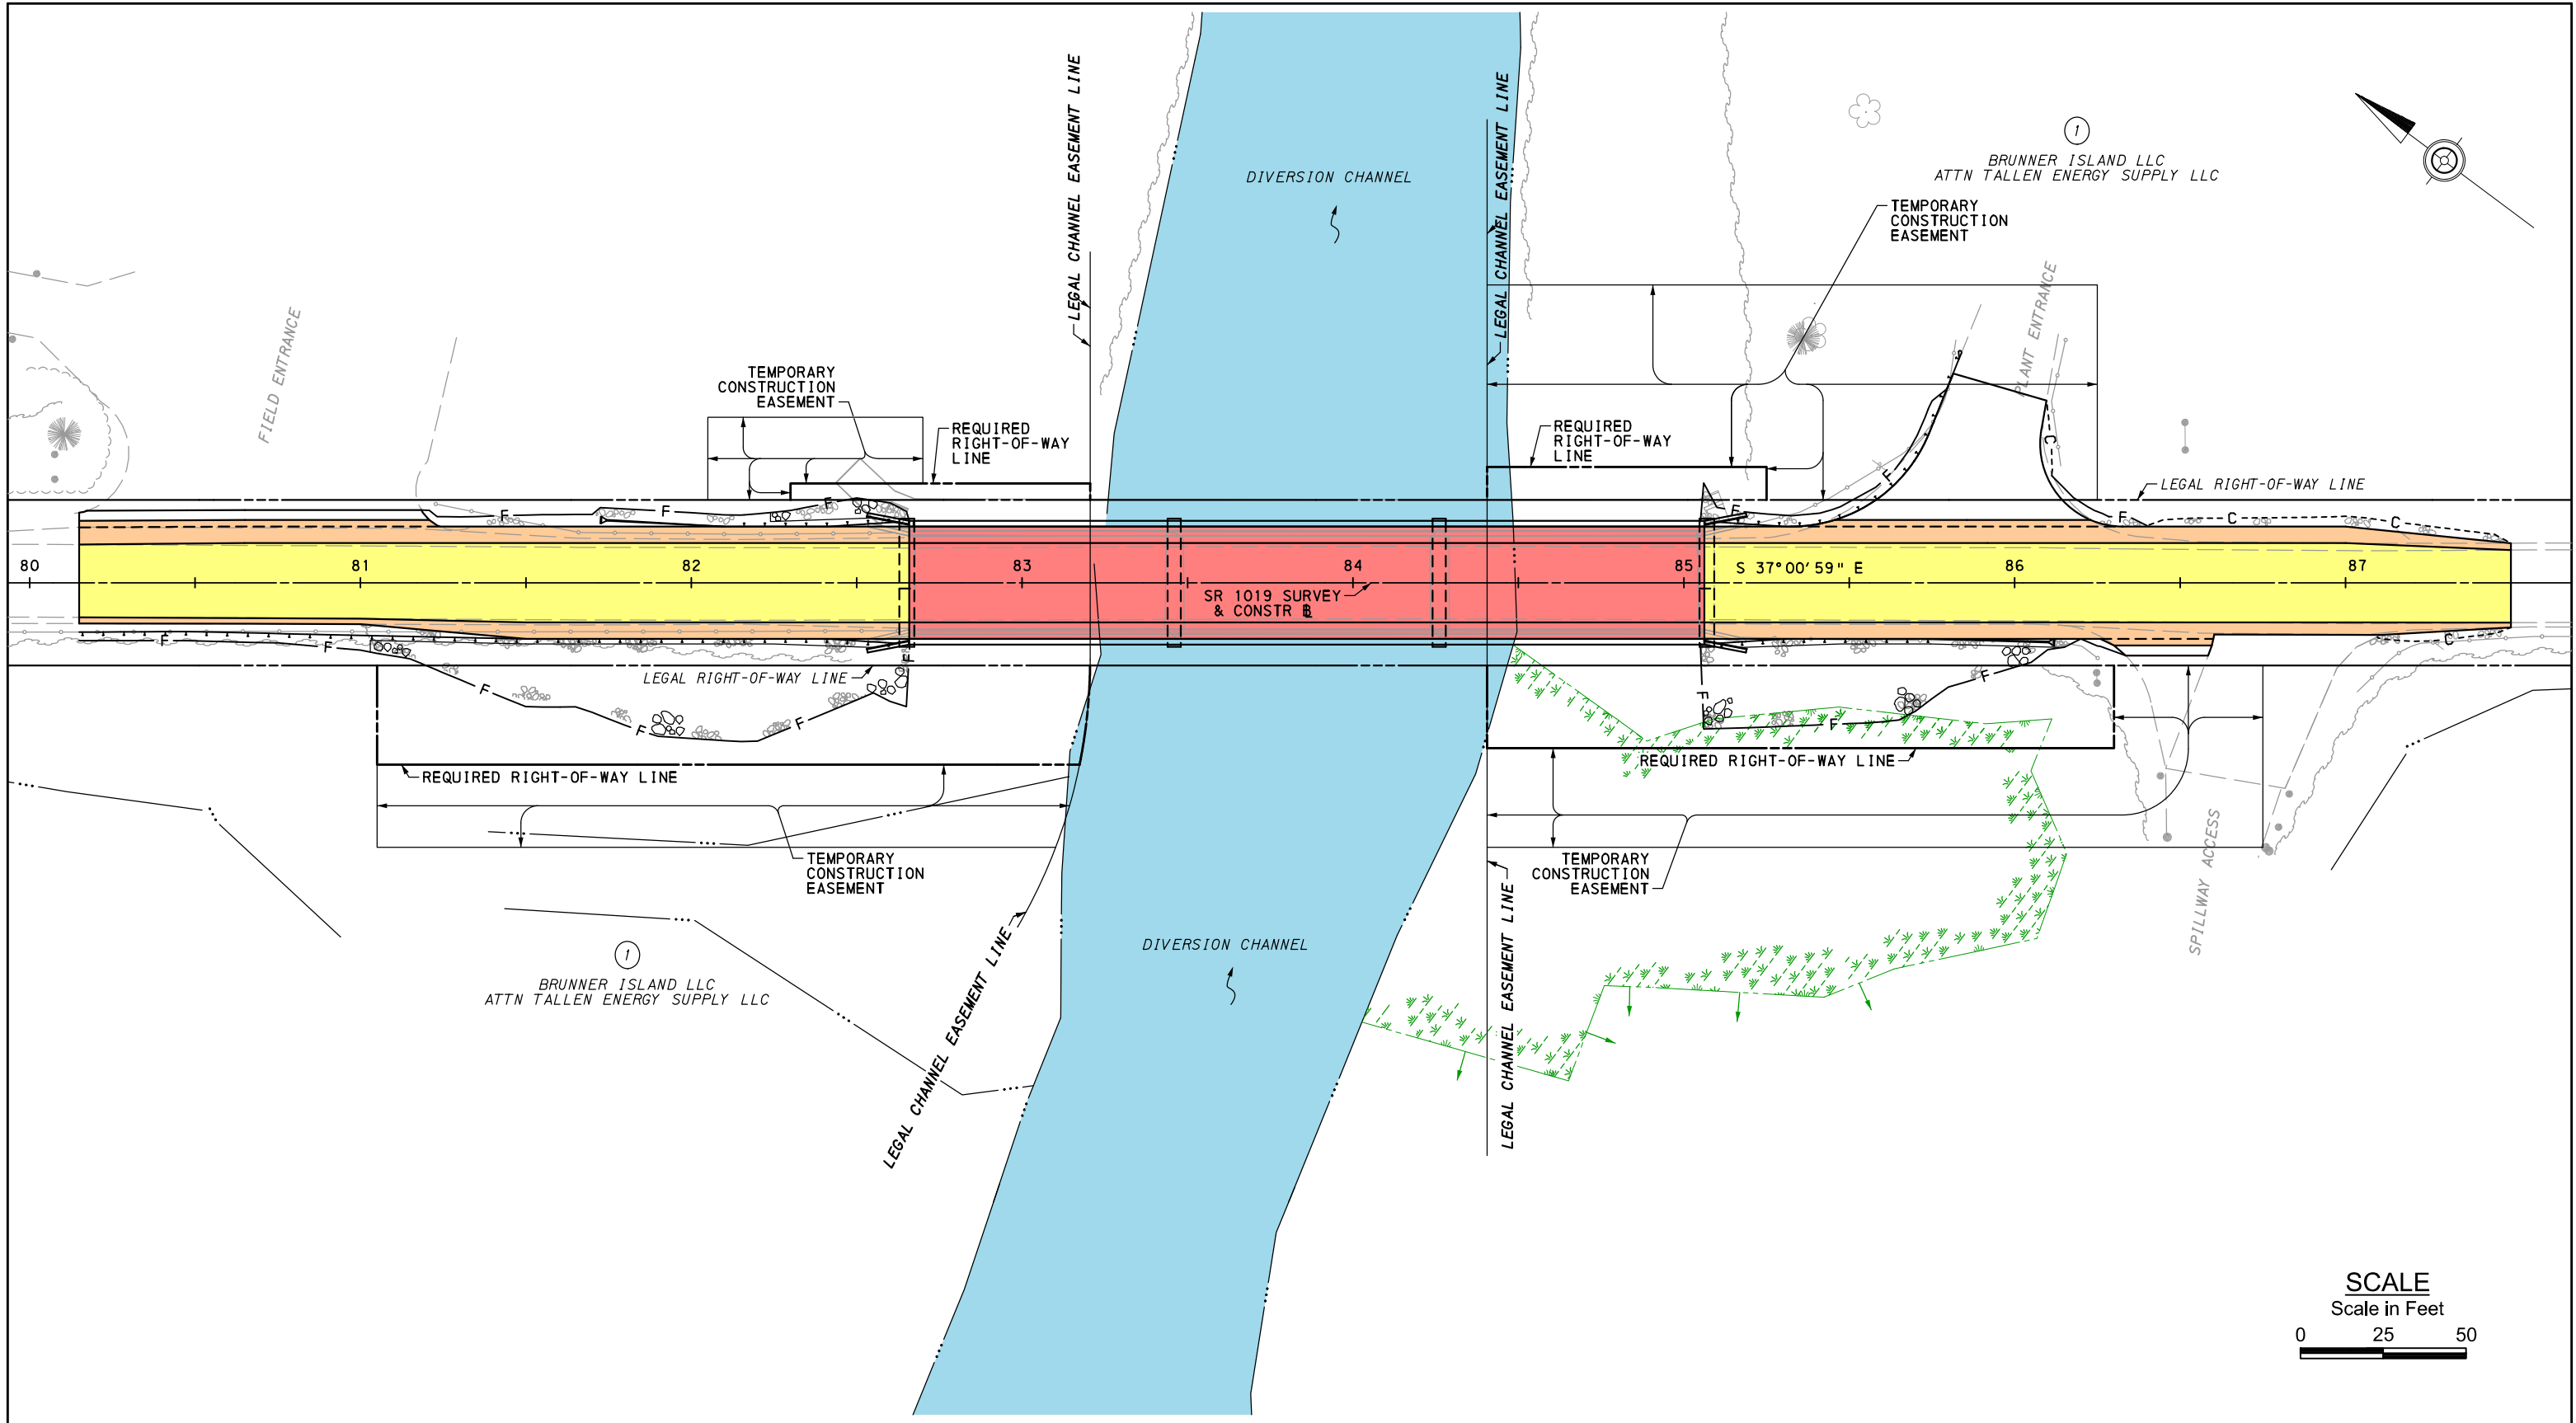 LEGAL CHANNEL EASEMENT LINE
LEGAL CHANNEL EASEMENT LINE
DIVERSION CHANNEL
1
BRUNNER ISLAND LLC
ATTN TALLEN ENERGY SUPPLY LLC
TEMPORARY
CONSTRUCTION
EASEMENT
FIELD ENTRANCE
PLANT ENTRANCE
TEMPORARY
CONSTRUCTION
EASEMENT
REQUIRED
RIGHT-OF-WAY
LINE
REQUIRED
RIGHT-OF-WAY
LINE
LEGAL RIGHT-OF-WAY LINE
F
F
F
F
F
F
C
C
C
80
81
82
83
84
85
S 37°00'59" E
86
87
SR 1019 SURVEY
& CONSTR BL
F
F
F
F
F
F
F
F
F
F
C
LEGAL RIGHT-OF-WAY LINE
REQUIRED RIGHT-OF-WAY LINE
REQUIRED RIGHT-OF-WAY LINE
TEMPORARY
CONSTRUCTION
EASEMENT
TEMPORARY
CONSTRUCTION
EASEMENT
SPILLWAY ACCESS
LEGAL CHANNEL EASEMENT LINE
LEGAL CHANNEL EASEMENT LINE
DIVERSION CHANNEL
1
BRUNNER ISLAND LLC
ATTN TALLEN ENERGY SUPPLY LLC
SCALE
Scale in Feet
0 25 50